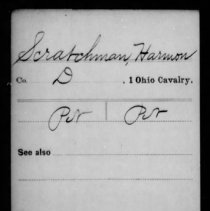 Scratchman, Harmon
Co. D , 1 Ohio Cavalry.
Pvt | Pvt
See also